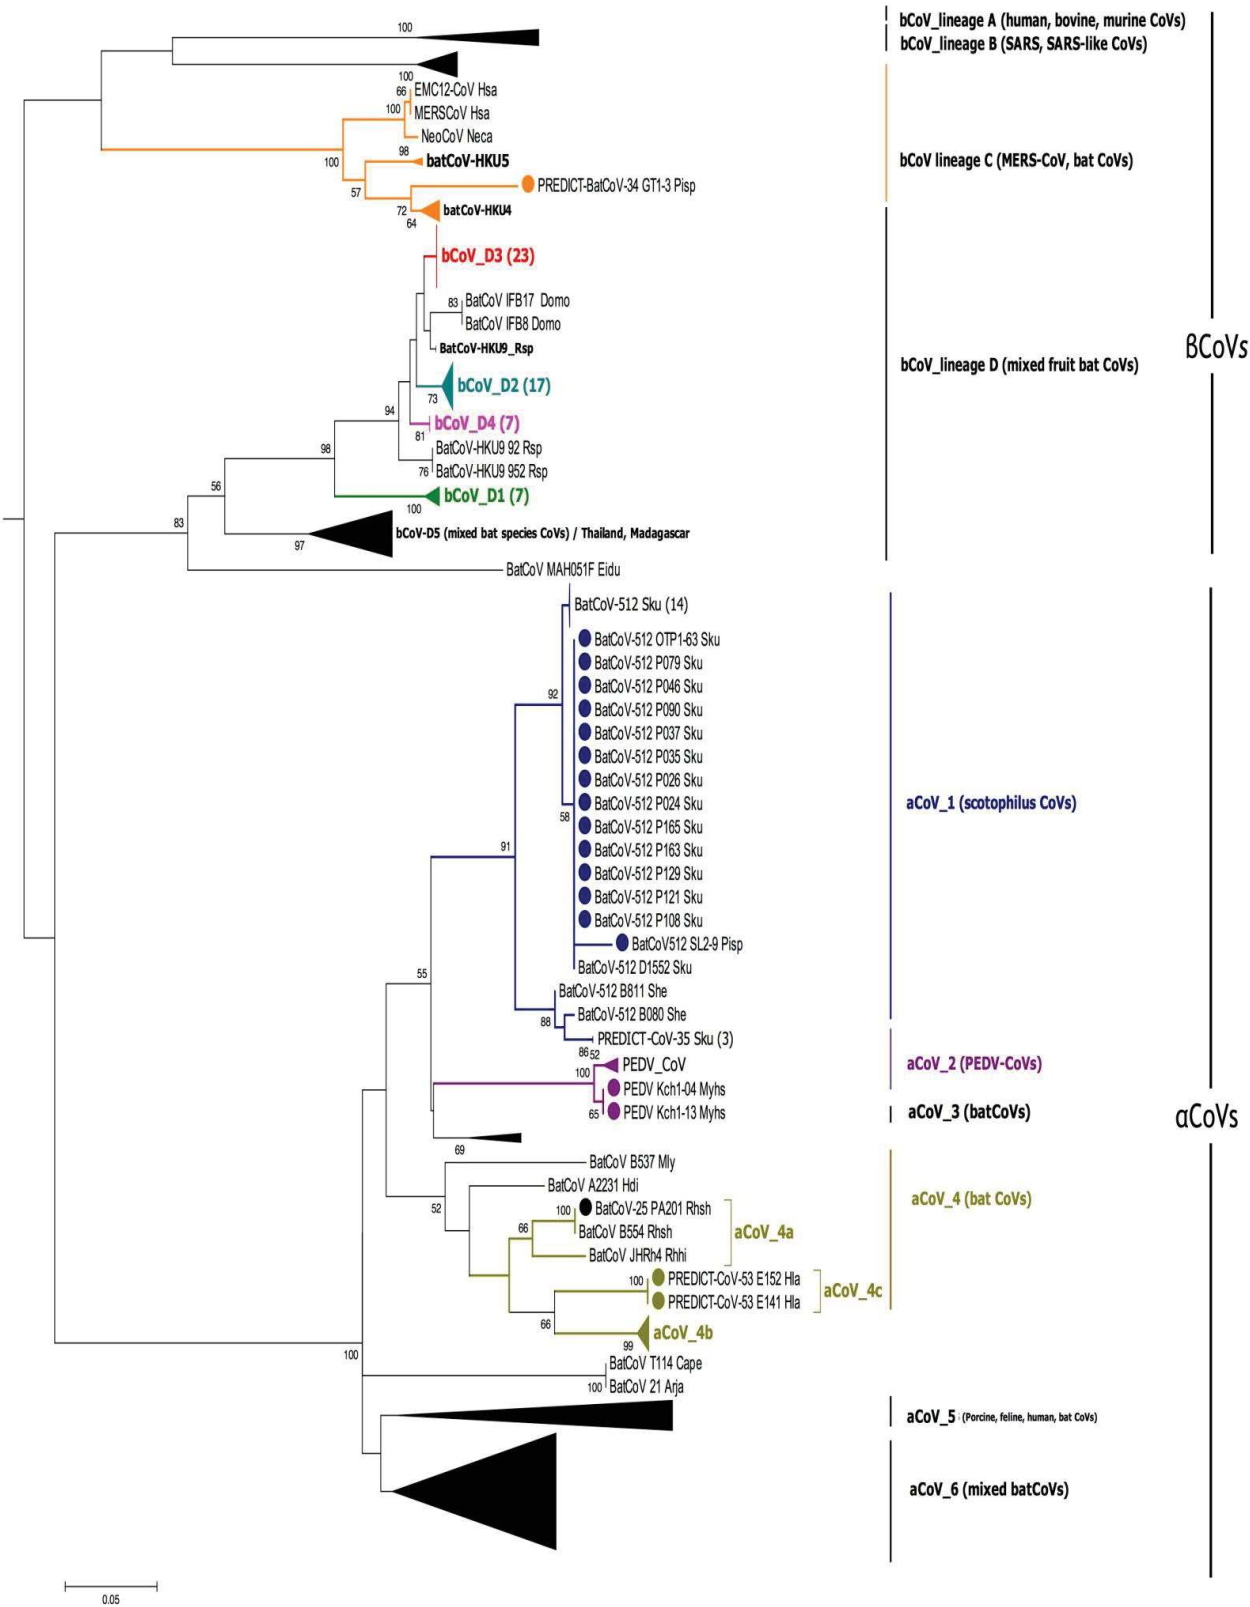 bCoV_lineage A (human, bovine, murine CoVs)
100
bCoV_lineage B (SARS, SARS-like CoVs)
100
EMC12-CoV Hsa
66
100
MERSCoV Hsa
NeoCoV Neca
98
batCoV-HKU5
100
bCoV lineage C (MERS-CoV, bat CoVs)
PREDICT-BatCoV-34 GT1-3 Pisp
57
72
batCoV-HKU4
64
bCoV_D3 (23)
83
BatCoV IFB17 Domo
BatCoV IFB8 Domo
BatCoV-HKU9_Rsp
βCoVs
bCoV_lineage D (mixed fruit bat CoVs)
bCoV_D2 (17)
73
94
bCoV_D4 (7)
81
98
BatCoV-HKU9 92 Rsp
76
BatCoV-HKU9 952 Rsp
56
bCoV_D1 (7)
100
83
bCoV-D5 (mixed bat species CoVs) / Thailand, Madagascar
97
BatCoV MAH051F Eidu
BatCoV-512 Sku (14)
BatCoV-512 OTP1-63 Sku
BatCoV-512 P079 Sku
BatCoV-512 P046 Sku
92
BatCoV-512 P090 Sku
BatCoV-512 P037 Sku
BatCoV-512 P035 Sku
BatCoV-512 P026 Sku
BatCoV-512 P024 Sku
aCoV_1 (scotophilus CoVs)
58
BatCoV-512 P165 Sku
91
BatCoV-512 P163 Sku
BatCoV-512 P129 Sku
BatCoV-512 P121 Sku
BatCoV-512 P108 Sku
BatCoV512 SL2-9 Pisp
BatCoV-512 D1552 Sku
55
BatCoV-512 B811 She
88
BatCoV-512 B080 She
PREDICT-CoV-35 Sku (3)
86
52
PEDV_CoV
aCoV_2 (PEDV-CoVs)
100
PEDV Kch1-04 Myhs
65
PEDV Kch1-13 Myhs
aCoV_3 (batCoVs)
αCoVs
69
BatCoV B537 Mly
BatCoV A2231 Hdi
52
aCoV_4 (bat CoVs)
100
BatCoV-25 PA201 Rhsh
66
BatCoV B554 Rhsh
aCoV_4a
BatCoV JHRh4 Rhhi
100
PREDICT-CoV-53 E152 Hla
aCoV_4c
PREDICT-CoV-53 E141 Hla
66
aCoV_4b
99
100
BatCoV T114 Cape
100
BatCoV 21 Arja
aCoV_5 (Porcine, feline, human, bat CoVs)
aCoV_6 (mixed batCoVs)
0.05